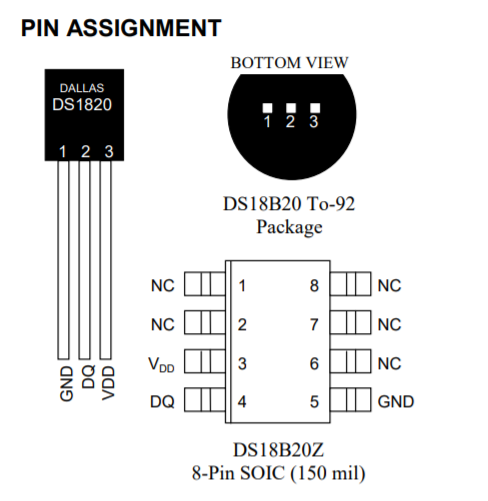 PIN ASSIGNMENT
DALLAS
DS1820
1 2 3
GND
DQ
VDD
BOTTOM VIEW
1 2 3
DS18B20 To-92
Package
NC 1 8 NC
NC 2 7 NC
VDD 3 6 NC
DQ 4 5 GND
DS18B20Z
8-Pin SOIC (150 mil)